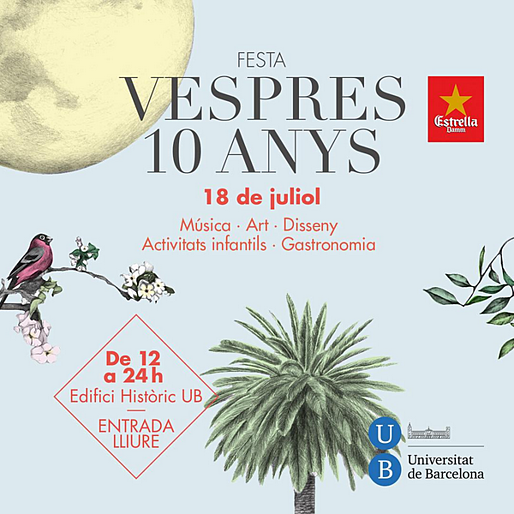 FESTA
VESPRES
10 ANYS
Estrella
Damm
18 de juliol
Música · Art · Disseny
Activitats infantils · Gastronomia
De 12
a 24h
Edifici Històric UB
ENTRADA
LLIURE
U
B
Universitat
de Barcelona